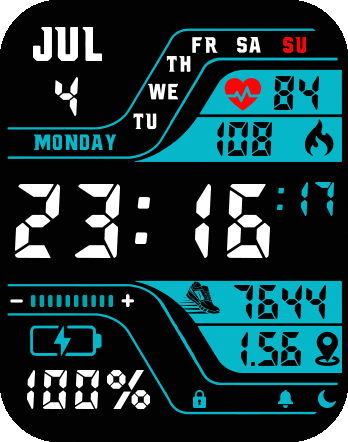 JUL
4
FR SA SU
TH
WE
TU
MONDAY
84
108
23:16:17
- +
7644
1.56
100%